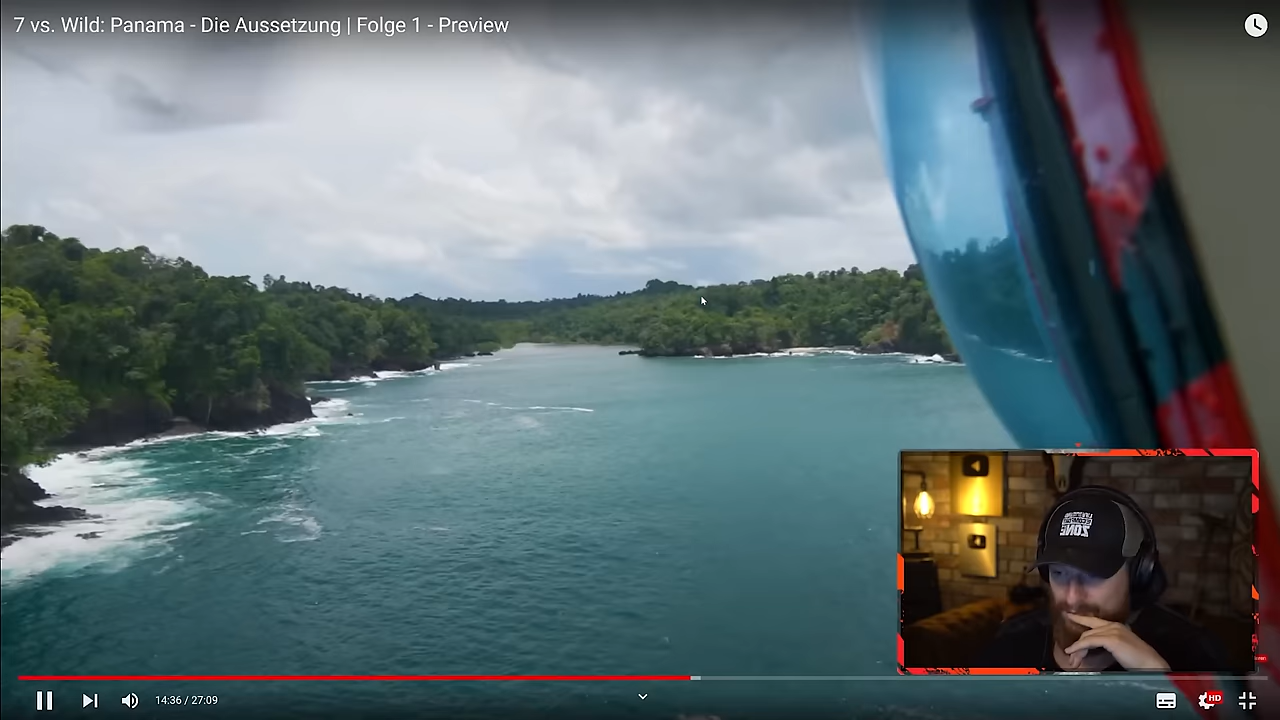 7 vs. Wild: Panama - Die Aussetzung | Folge 1 - Preview
ZONE
14:36 / 27:09
HD